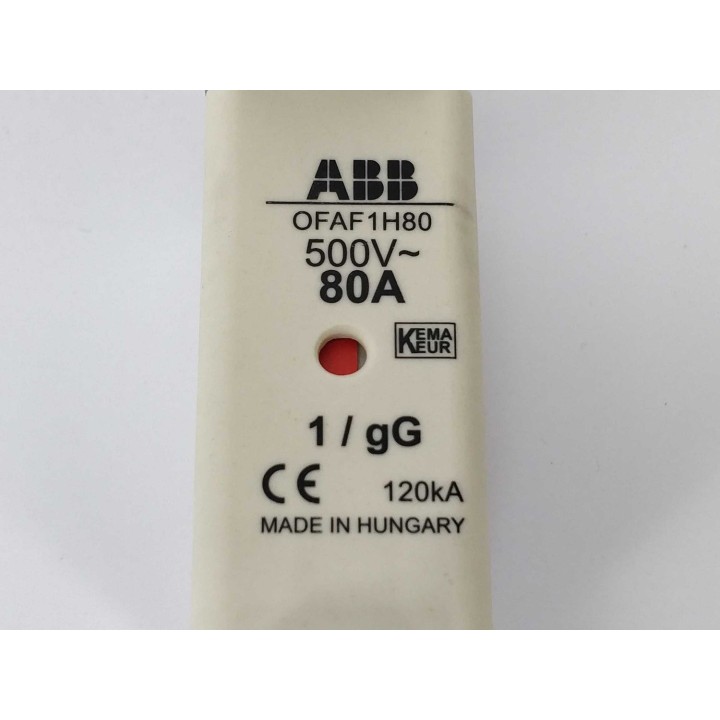 ABB
OFAF1H80
500V~
80A
KEMA
KEUR
1 / gG
CE 120kA
MADE IN HUNGARY